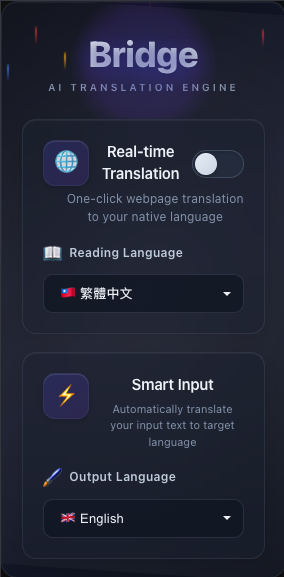 Bridge
AI TRANSLATION ENGINE
Real-time
Translation
One-click webpage translation
to your native language
Reading Language
繁體中文
Smart Input
Automatically translate
your input text to target
language
Output Language
English